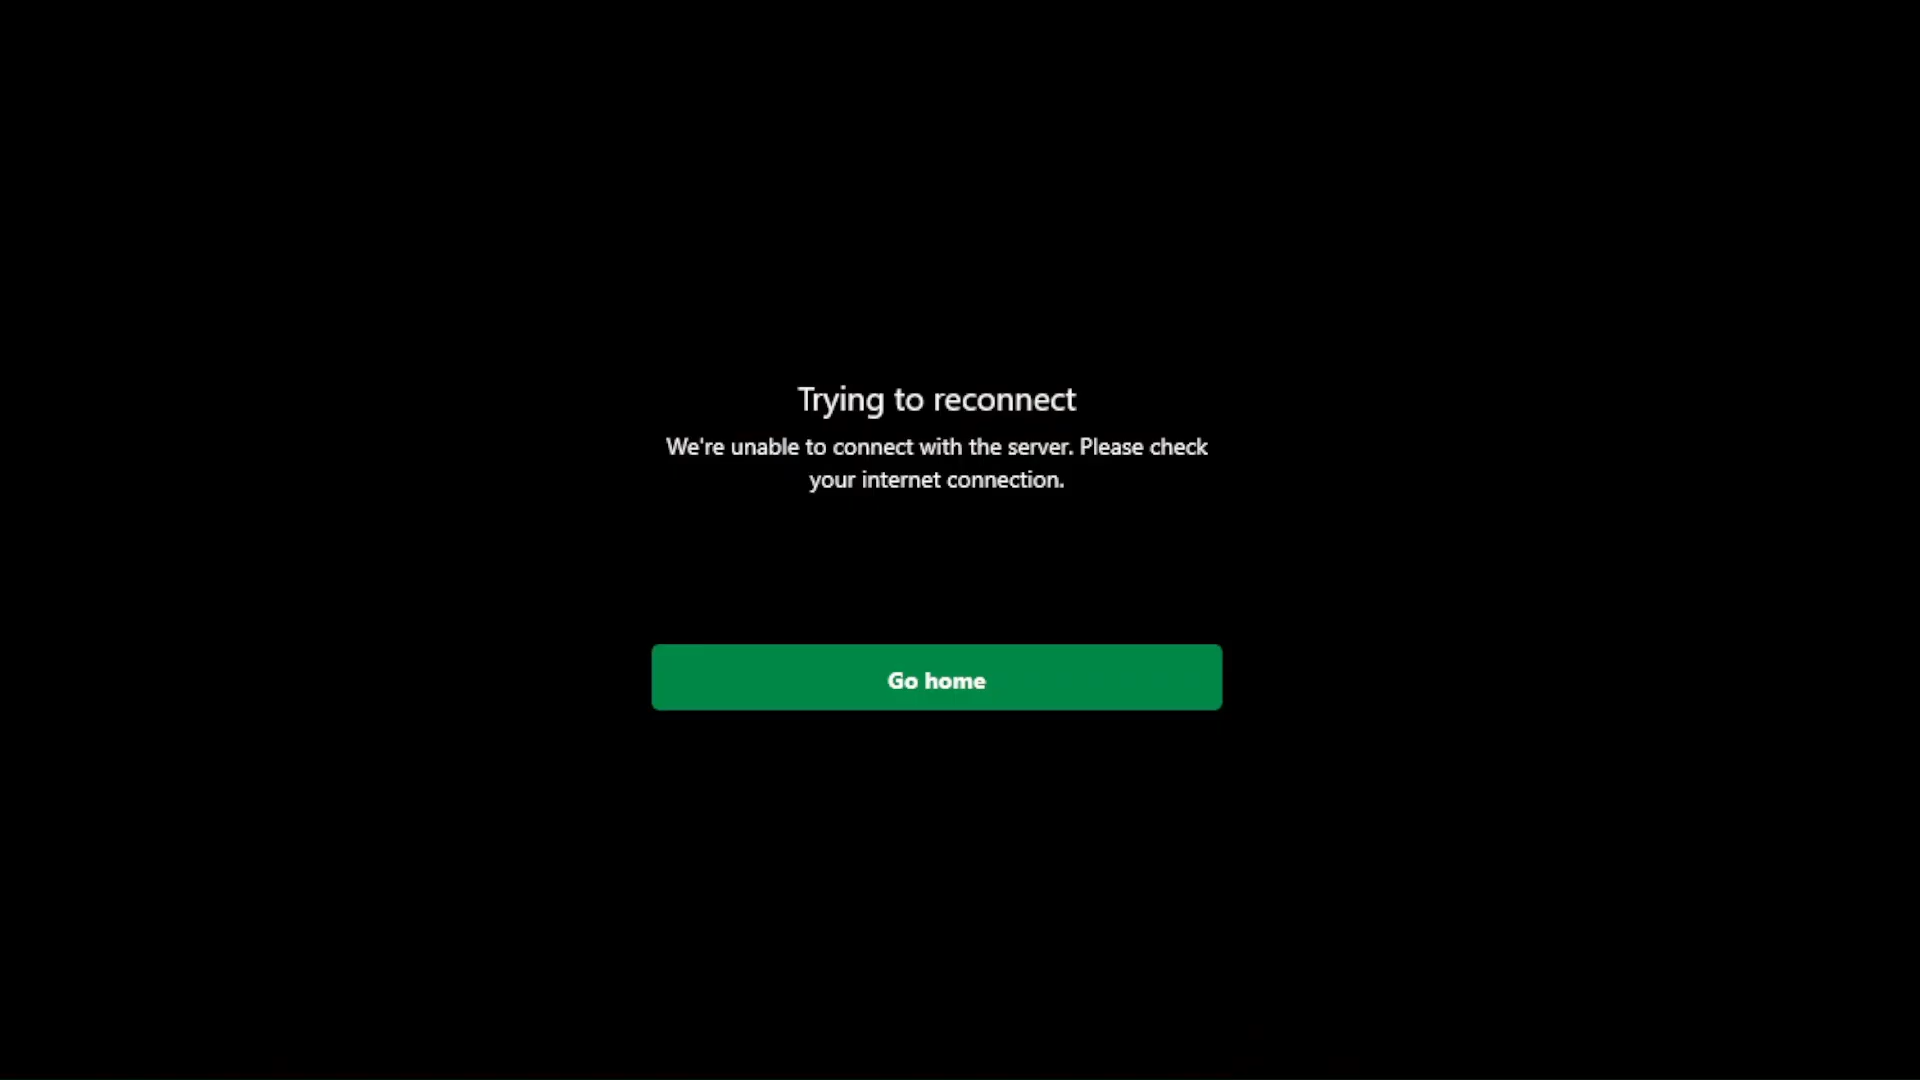 Trying to reconnect
We're unable to connect with the server. Please check
your internet connection.
Go home